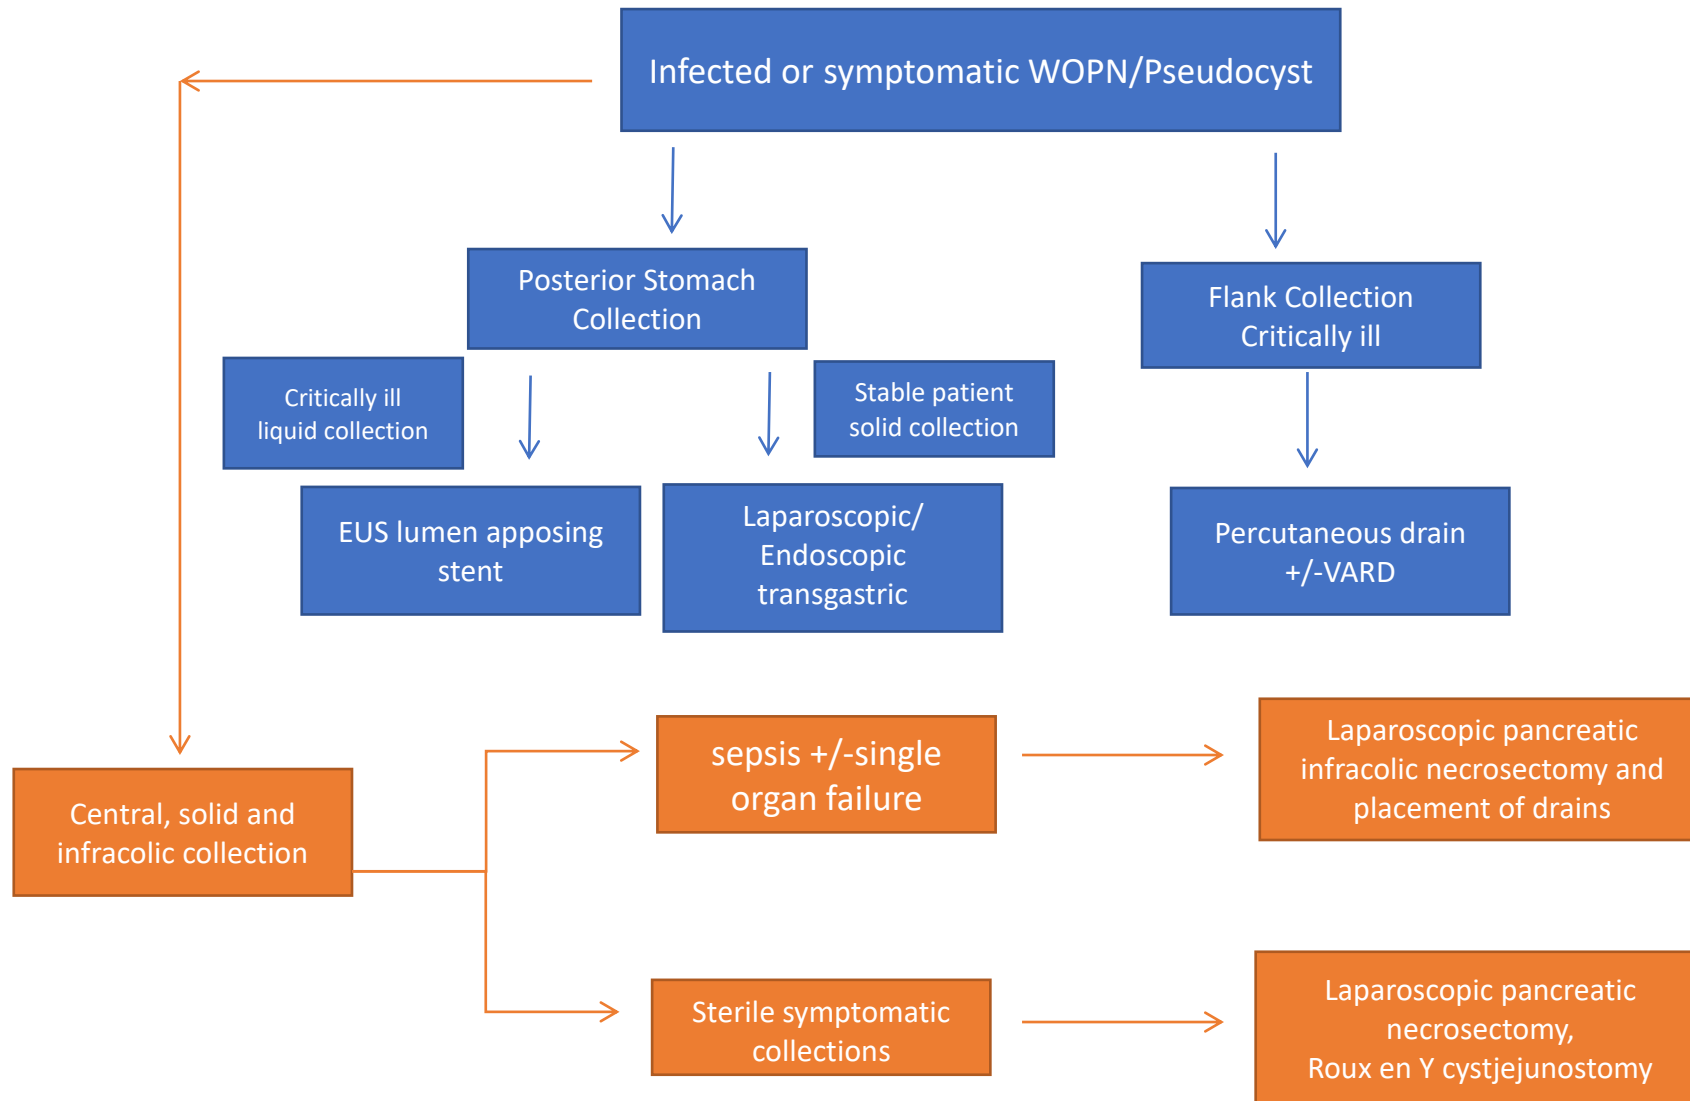 Infected or symptomatic WOPN/Pseudocyst
Posterior Stomach
Collection
Flank Collection
Critically ill
Critically ill
liquid collection
Stable patient
solid collection
EUS lumen apposing
stent
Laparoscopic/
Endoscopic
transgastric
Percutaneous drain
+/-VARD
Central, solid and
infracolic collection
sepsis +/-single
organ failure
Laparoscopic pancreatic
infracolic necrosectomy and
placement of drains
Sterile symptomatic
collections
Laparoscopic pancreatic
necrosectomy,
Roux en Y cystjejunostomy